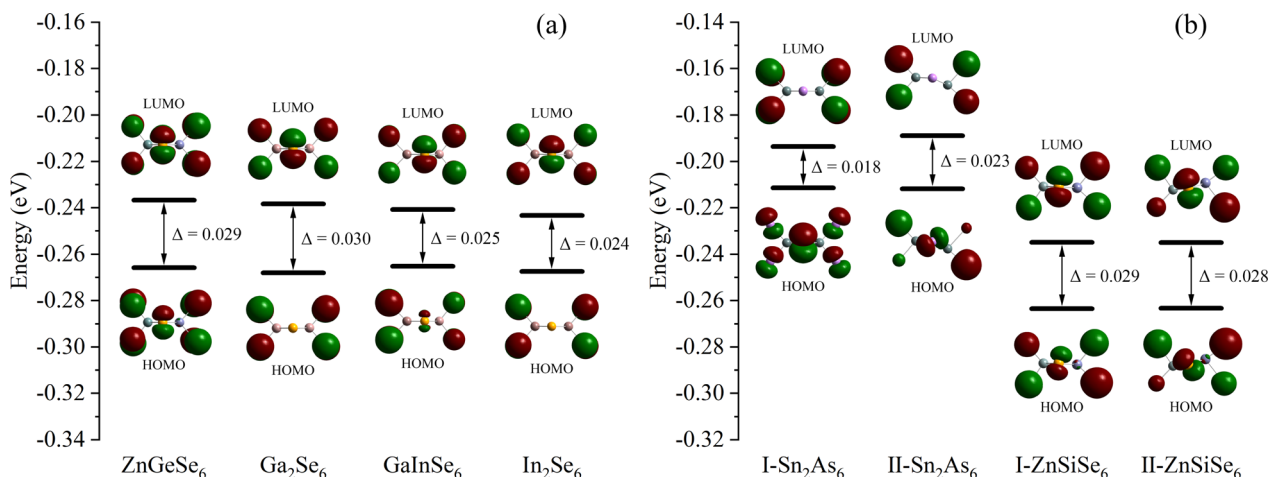 (a)
Energy (eV)
-0.16
-0.18
-0.20
-0.22
-0.24
-0.26
-0.28
-0.30
-0.32
-0.34
LUMO
LUMO
LUMO
LUMO
Δ = 0.029
Δ = 0.030
Δ = 0.025
Δ = 0.024
HOMO
HOMO
HOMO
HOMO
ZnGeSe₆
Ga₂Se₆
GaInSe₆
In₂Se₆
(b)
Energy (eV)
-0.14
-0.16
-0.18
-0.20
-0.22
-0.24
-0.26
-0.28
-0.30
-0.32
LUMO
LUMO
LUMO
LUMO
Δ = 0.018
Δ = 0.023
Δ = 0.029
Δ = 0.028
HOMO
HOMO
HOMO
HOMO
I-Sn₂As₆
II-Sn₂As₆
I-ZnSiSe₆
II-ZnSiSe₆